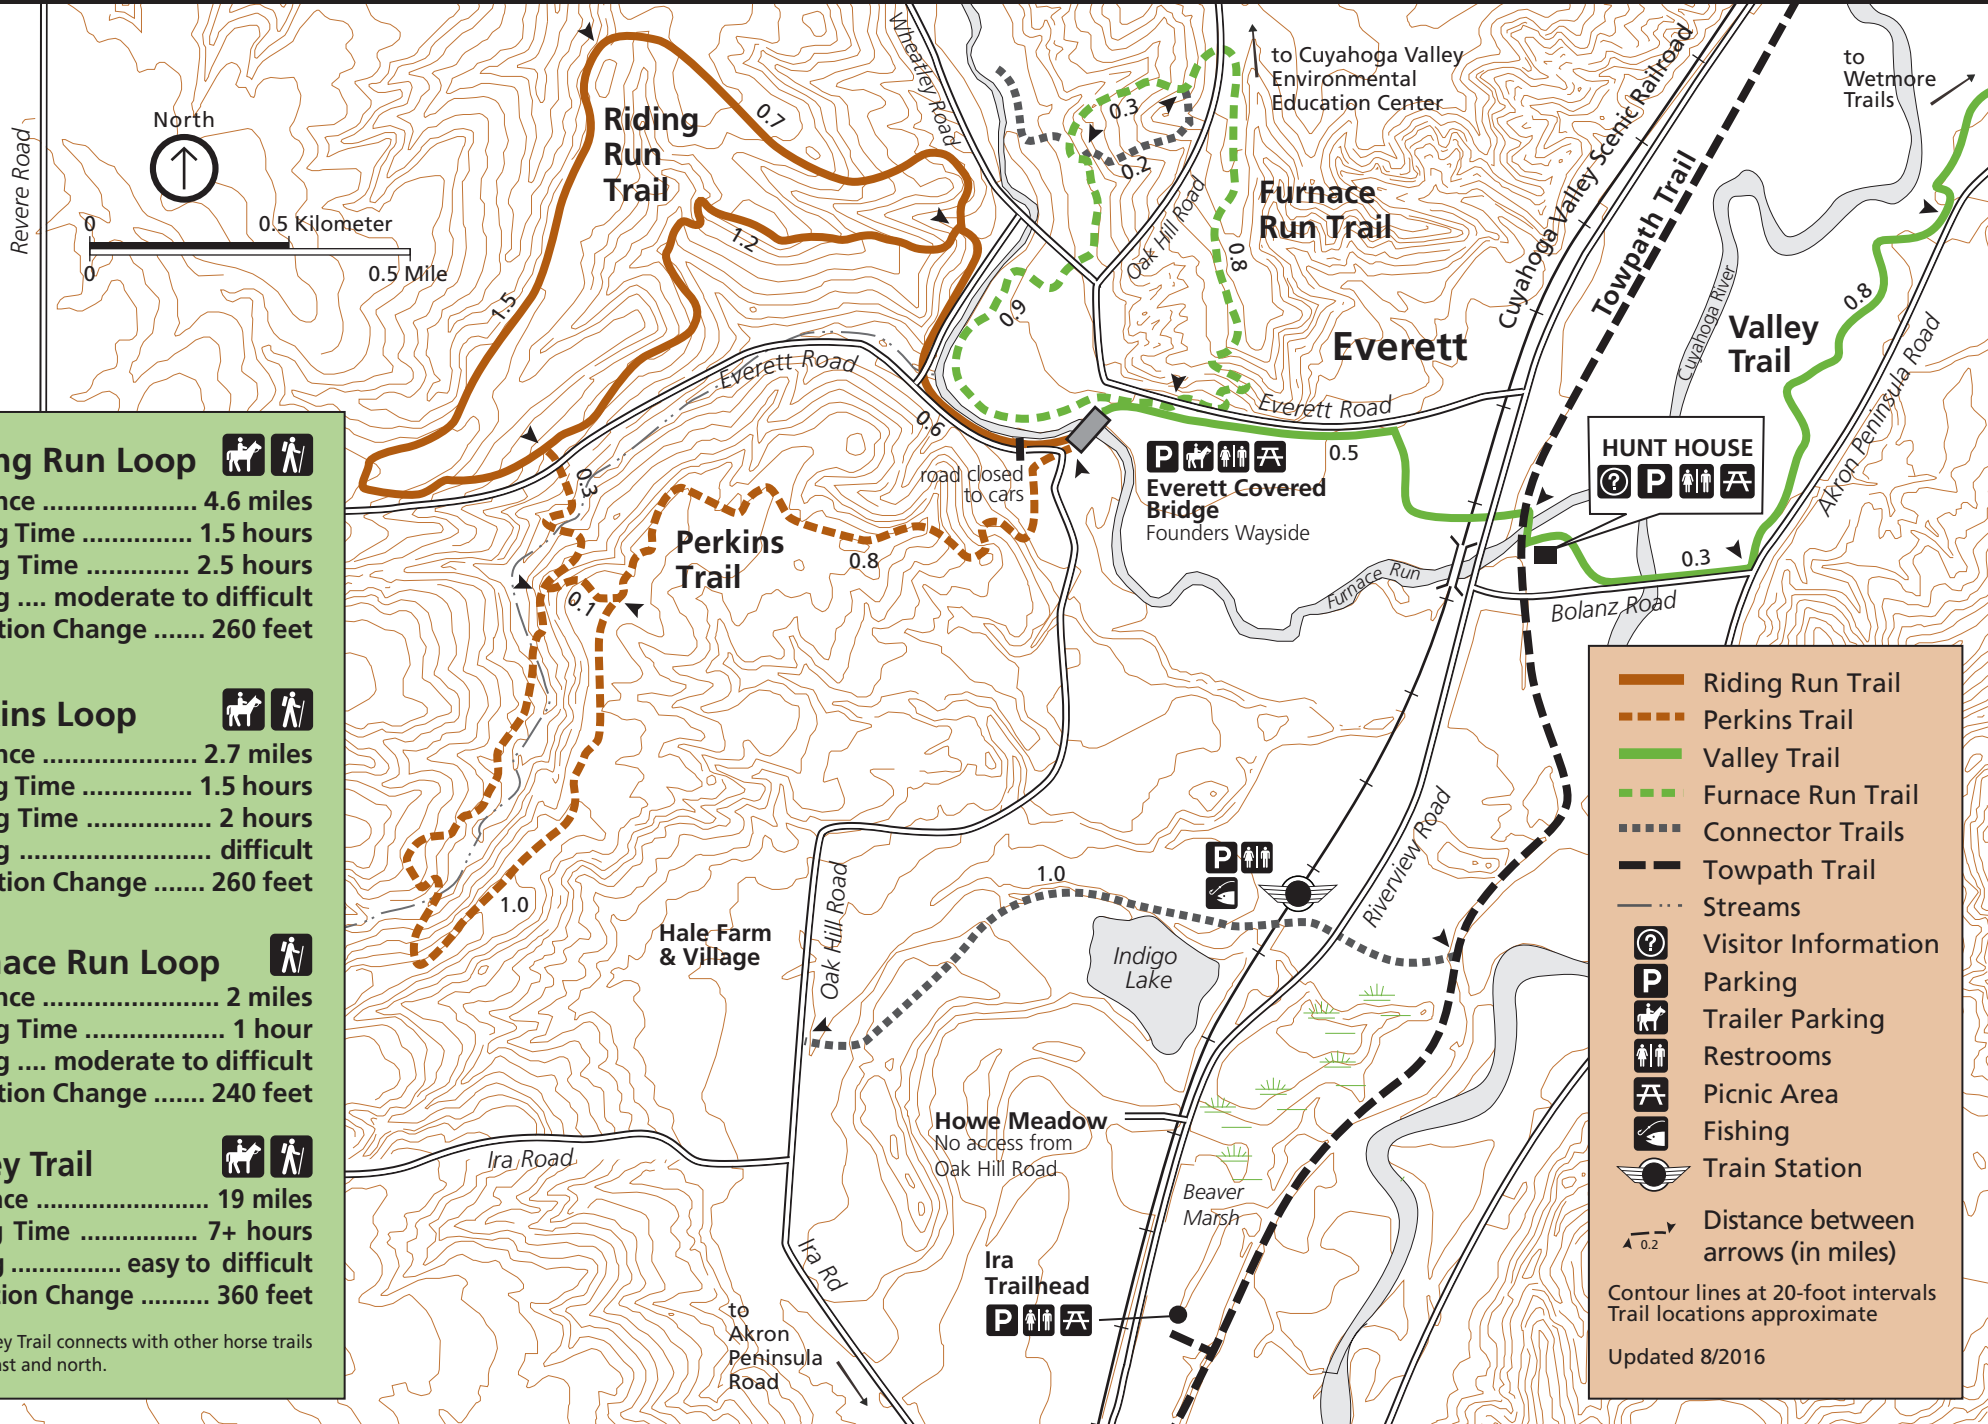 Revere Road
North
0
0.5 Kilometer
0
0.5 Mile
Riding
Run
Trail
0.7
1.2
1.5
Wheatley Road
0.3
0.2
to Cuyahoga Valley
Environmental
Education Center
Furnace
Run Trail
Oak Hill Road
0.8
0.9
Cuyahoga Valley Scenic Railroad
Towpath Trail
to
Wetmore
Trails
Cuyahoga River
Valley
Trail
0.8
Akron Peninsula Road
Everett
Everett Road
Everett Road
0.6
road closed
to cars
P
Everett Covered
Bridge
Founders Wayside
0.5
HUNT HOUSE
? P
0.3
Bolanz Road
Furnace Run
0.3
Perkins
Trail
0.8
0.1
1.0
Hale Farm
& Village
Oak Hill Road
1.0
P
Indigo
Lake
Riverview Road
Howe Meadow
No access from
Oak Hill Road
Beaver
Marsh
Ira Road
Ira Rd
Ira
Trailhead
P
to
Akron
Peninsula
Road
ng Run Loop
nce ...................... 4.6 miles
g Time ............... 1.5 hours
g Time .............. 2.5 hours
g .... moderate to difficult
tion Change ....... 260 feet
ins Loop
nce ...................... 2.7 miles
g Time ............... 1.5 hours
g Time ................. 2 hours
g .......................... difficult
tion Change ....... 260 feet
nace Run Loop
nce ......................... 2 miles
g Time ................... 1 hour
g .... moderate to difficult
tion Change ....... 240 feet
ey Trail
nce ........................ 19 miles
g Time ................ 7+ hours
g ............... easy to difficult
tion Change .......... 360 feet
ey Trail connects with other horse trails
ast and north.
Riding Run Trail
Perkins Trail
Valley Trail
Furnace Run Trail
Connector Trails
Towpath Trail
Streams
? Visitor Information
P Parking
Trailer Parking
Restrooms
Picnic Area
Fishing
Train Station
0.2
Distance between
arrows (in miles)
Contour lines at 20-foot intervals
Trail locations approximate
Updated 8/2016